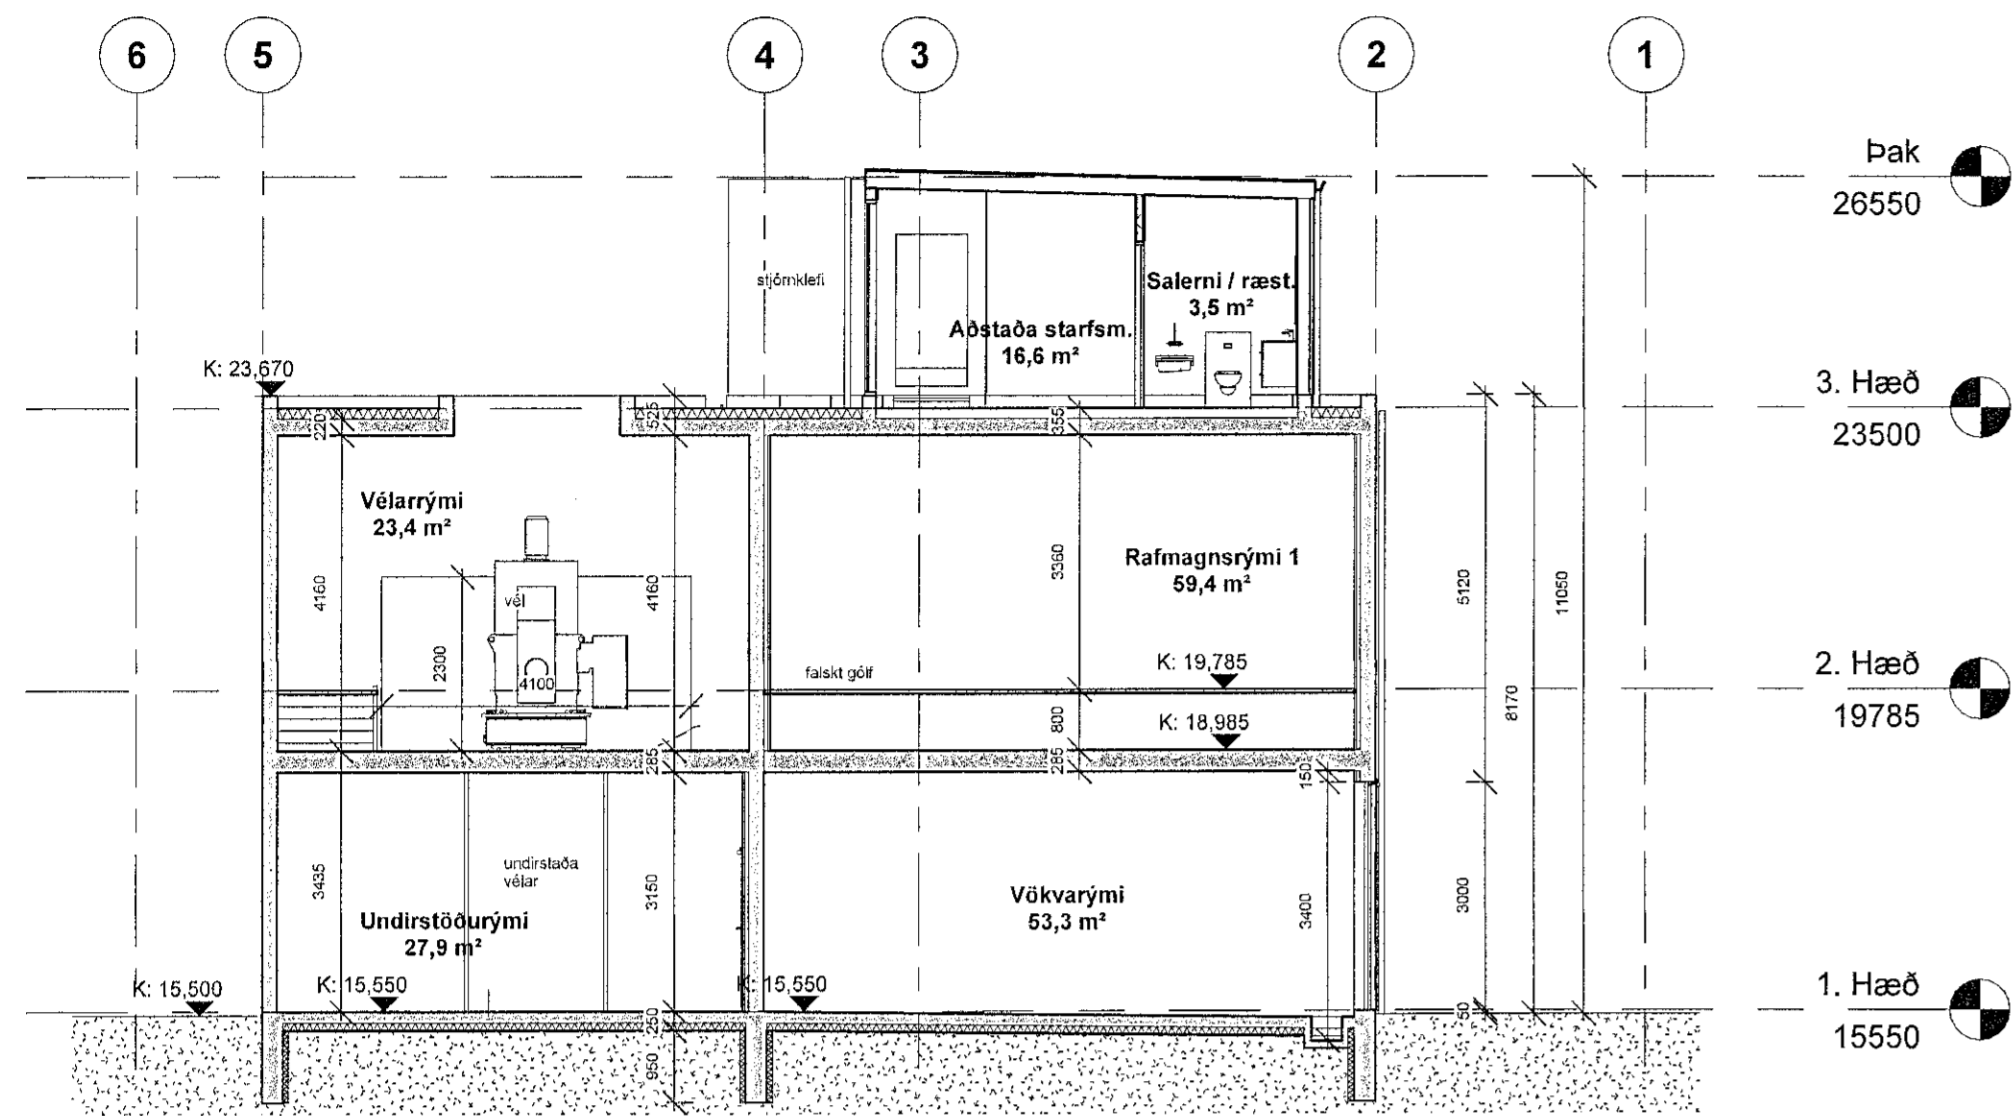 6 5 4 3 2 1
Þak
26550
stjórnklefi
Salerni / ræst.
3,5 m²
Aðstaða starfsm.
16,6 m²
K: 23,670
3. Hæð
23500
220
525
355
Vélarrými
23,4 m²
Rafmagnsrými 1
59,4 m²
4160
4160
3360
5120
11050
vél
2300
4100
falskt gólf
K: 19,785
2. Hæð
19785
K: 18,985
800
8170
285
285
150
undirstaða
vélar
3435
3150
Undirstöðurými
27,9 m²
Vökvarými
53,3 m²
3400
3000
K: 15,500
K: 15,550
K: 15,550
1. Hæð
15550
50
250
950